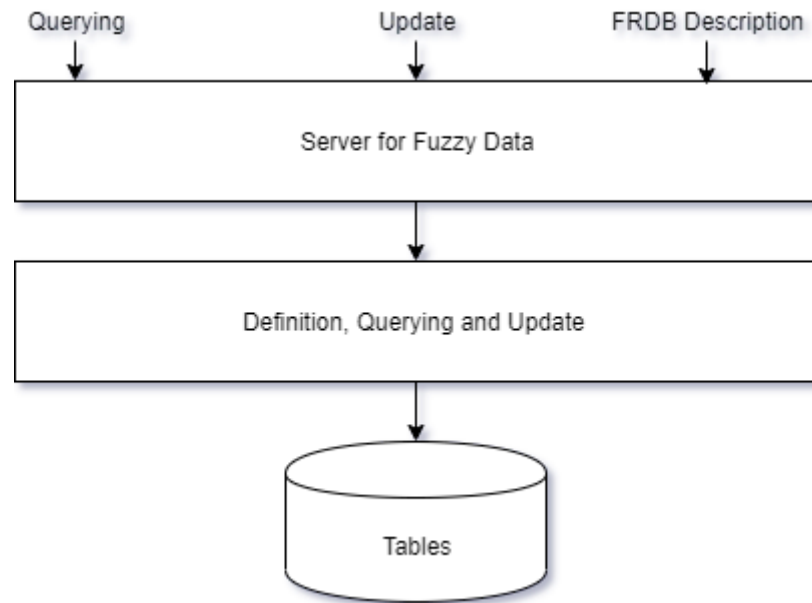 Querying
Update
FRDB Description
Server for Fuzzy Data
Definition, Querying and Update
Tables